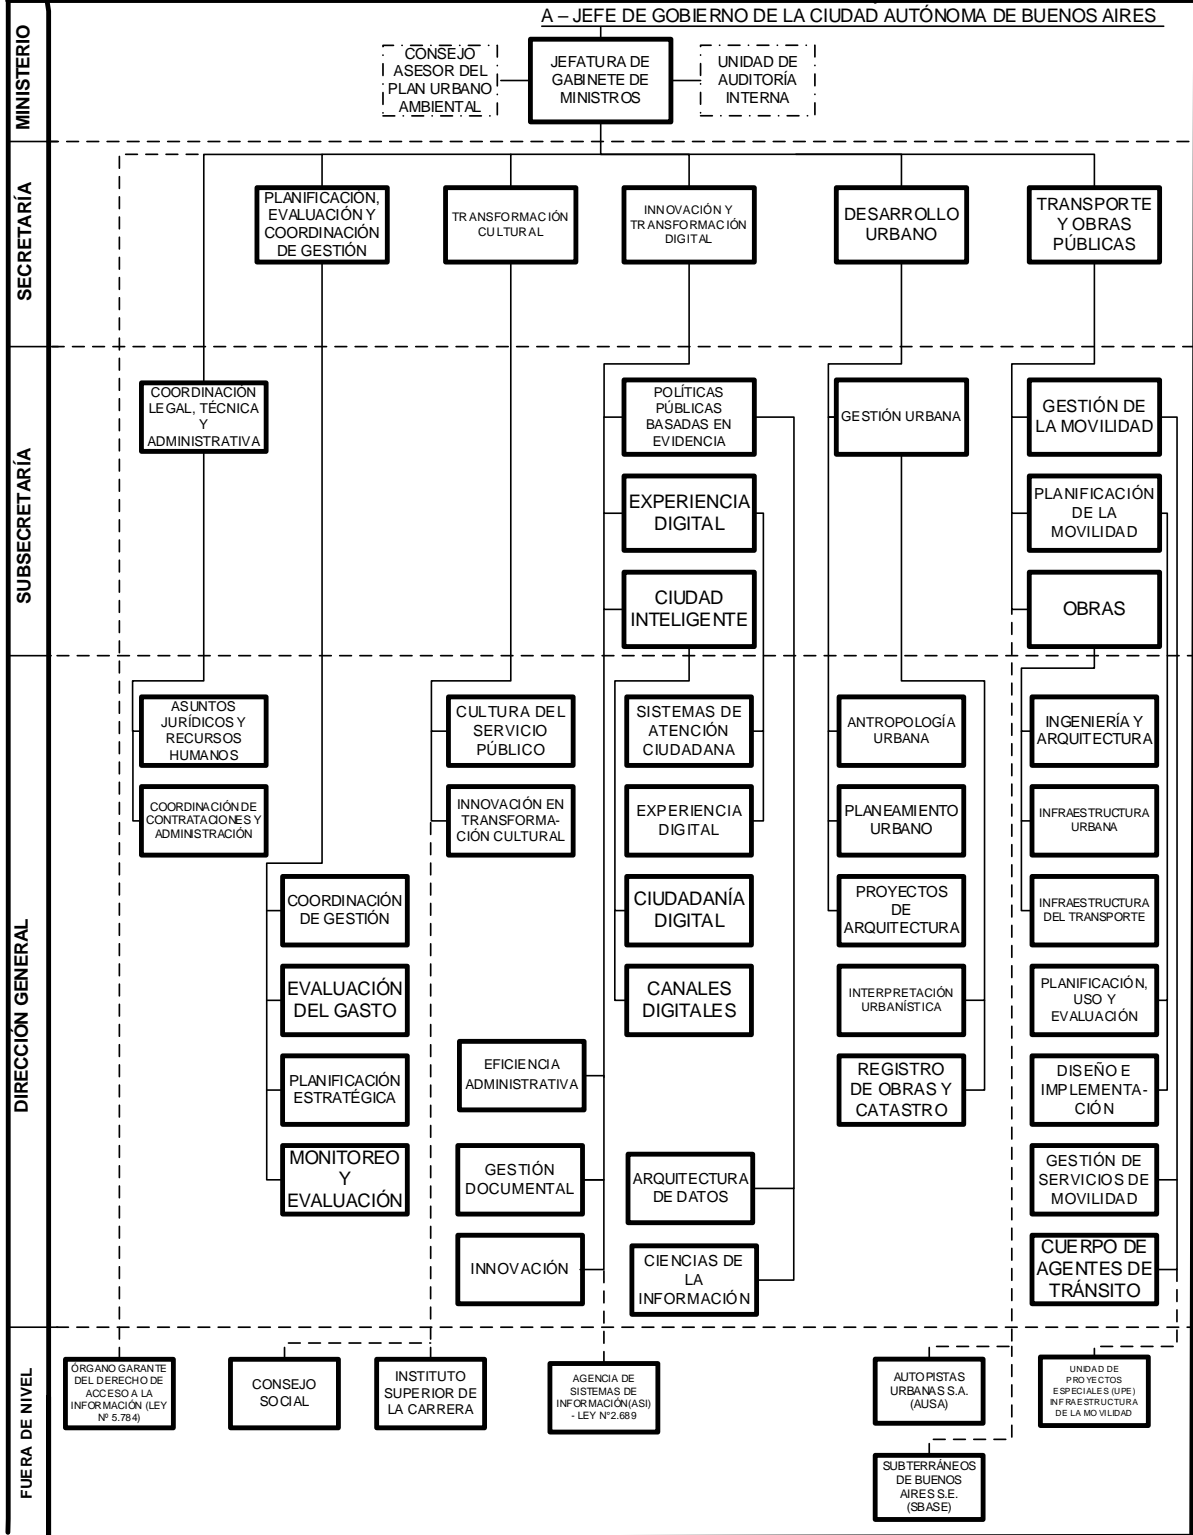 A – JEFE DE GOBIERNO DE LA CIUDAD AUTÓNOMA DE BUENOS AIRES
MINISTERIO
CONSEJO
ASESOR DEL
PLAN URBANO
AMBIENTAL
JEFATURA DE
GABINETE DE
MINISTROS
UNIDAD DE
AUDITORÍA
INTERNA
SECRETARÍA
PLANIFICACIÓN,
EVALUACIÓN Y
COORDINACIÓN
DE GESTIÓN
TRANSFORMACIÓN
CULTURAL
INNOVACIÓN Y
TRANSFORMACIÓN
DIGITAL
DESARROLLO
URBANO
TRANSPORTE
Y OBRAS
PÚBLICAS
SUBSECRETARÍA
COORDINACIÓN
LEGAL, TÉCNICA
Y
ADMINISTRATIVA
POLÍTICAS
PÚBLICAS
BASADAS EN
EVIDENCIA
GESTIÓN URBANA
GESTIÓN DE
LA MOVILIDAD
EXPERIENCIA
DIGITAL
PLANIFICACIÓN
DE LA
MOVILIDAD
CIUDAD
INTELIGENTE
OBRAS
DIRECCIÓN GENERAL
ASUNTOS
JURÍDICOS Y
RECURSOS
HUMANOS
CULTURA DEL
SERVICIO
PÚBLICO
SISTEMAS DE
ATENCIÓN
CIUDADANA
ANTROPOLOGÍA
URBANA
INGENIERÍA Y
ARQUITECTURA
COORDINACIÓN DE
CONTRATACIONES Y
ADMINISTRACIÓN
INNOVACIÓN EN
TRANSFORMA-
CIÓN CULTURAL
EXPERIENCIA
DIGITAL
PLANEAMIENTO
URBANO
INFRAESTRUCTURA
URBANA
COORDINACIÓN
DE GESTIÓN
CIUDADANÍA
DIGITAL
PROYECTOS
DE
ARQUITECTURA
INFRAESTRUCTURA
DEL TRANSPORTE
EVALUACIÓN
DEL GASTO
CANALES
DIGITALES
INTERPRETACIÓN
URBANÍSTICA
PLANIFICACIÓN,
USO Y
EVALUACIÓN
PLANIFICACIÓN
ESTRATÉGICA
EFICIENCIA
ADMINISTRATIVA
REGISTRO
DE OBRAS Y
CATASTRO
DISEÑO E
IMPLEMENTA-
CIÓN
MONITOREO
Y
EVALUACIÓN
GESTIÓN
DOCUMENTAL
ARQUITECTURA
DE DATOS
GESTIÓN DE
SERVICIOS DE
MOVILIDAD
INNOVACIÓN
CIENCIAS DE
LA
INFORMACIÓN
CUERPO DE
AGENTES DE
TRÁNSITO
FUERA DE NIVEL
ÓRGANO GARANTE
DEL DERECHO DE
ACCESO A LA
INFORMACIÓN (LEY
Nº 5.784)
CONSEJO
SOCIAL
INSTITUTO
SUPERIOR DE
LA CARRERA
AGENCIA DE
SISTEMAS DE
INFORMACIÓN(ASI)
- LEY N°2.689
AUTOPISTAS
URBANAS S.A.
(AUSA)
UNIDAD DE
PROYECTOS
ESPECIALES (UPE)
INFRAESTRUCTURA
DE LA MOVILIDAD
SUBTERRÁNEOS
DE BUENOS
AIRES S.E.
(SBASE)